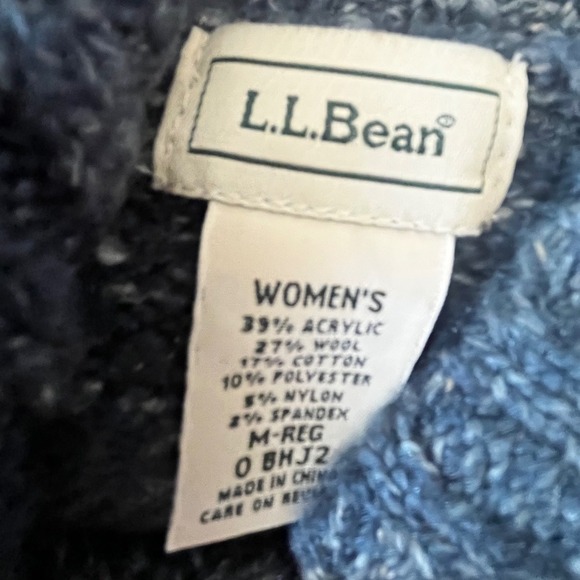 L.L.Bean®
WOMEN'S
39% ACRYLIC
27% WOOL
17% COTTON
10% POLYESTER
5% NYLON
2% SPANDEX
M-REG
0 BHJ2
MADE IN CHINA
CARE ON